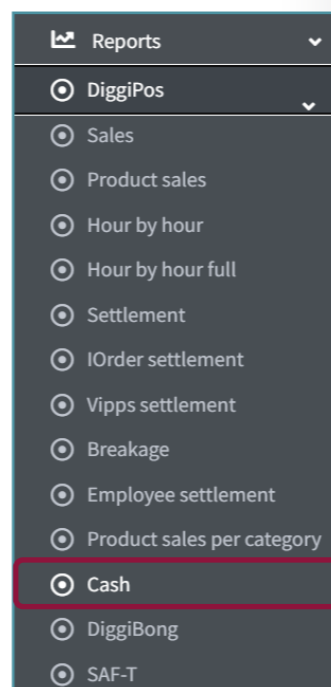 Reports
DiggiPos
Sales
Product sales
Hour by hour
Hour by hour full
Settlement
IOrder settlement
Vipps settlement
Breakage
Employee settlement
Product sales per category
Cash
DiggiBong
SAF-T